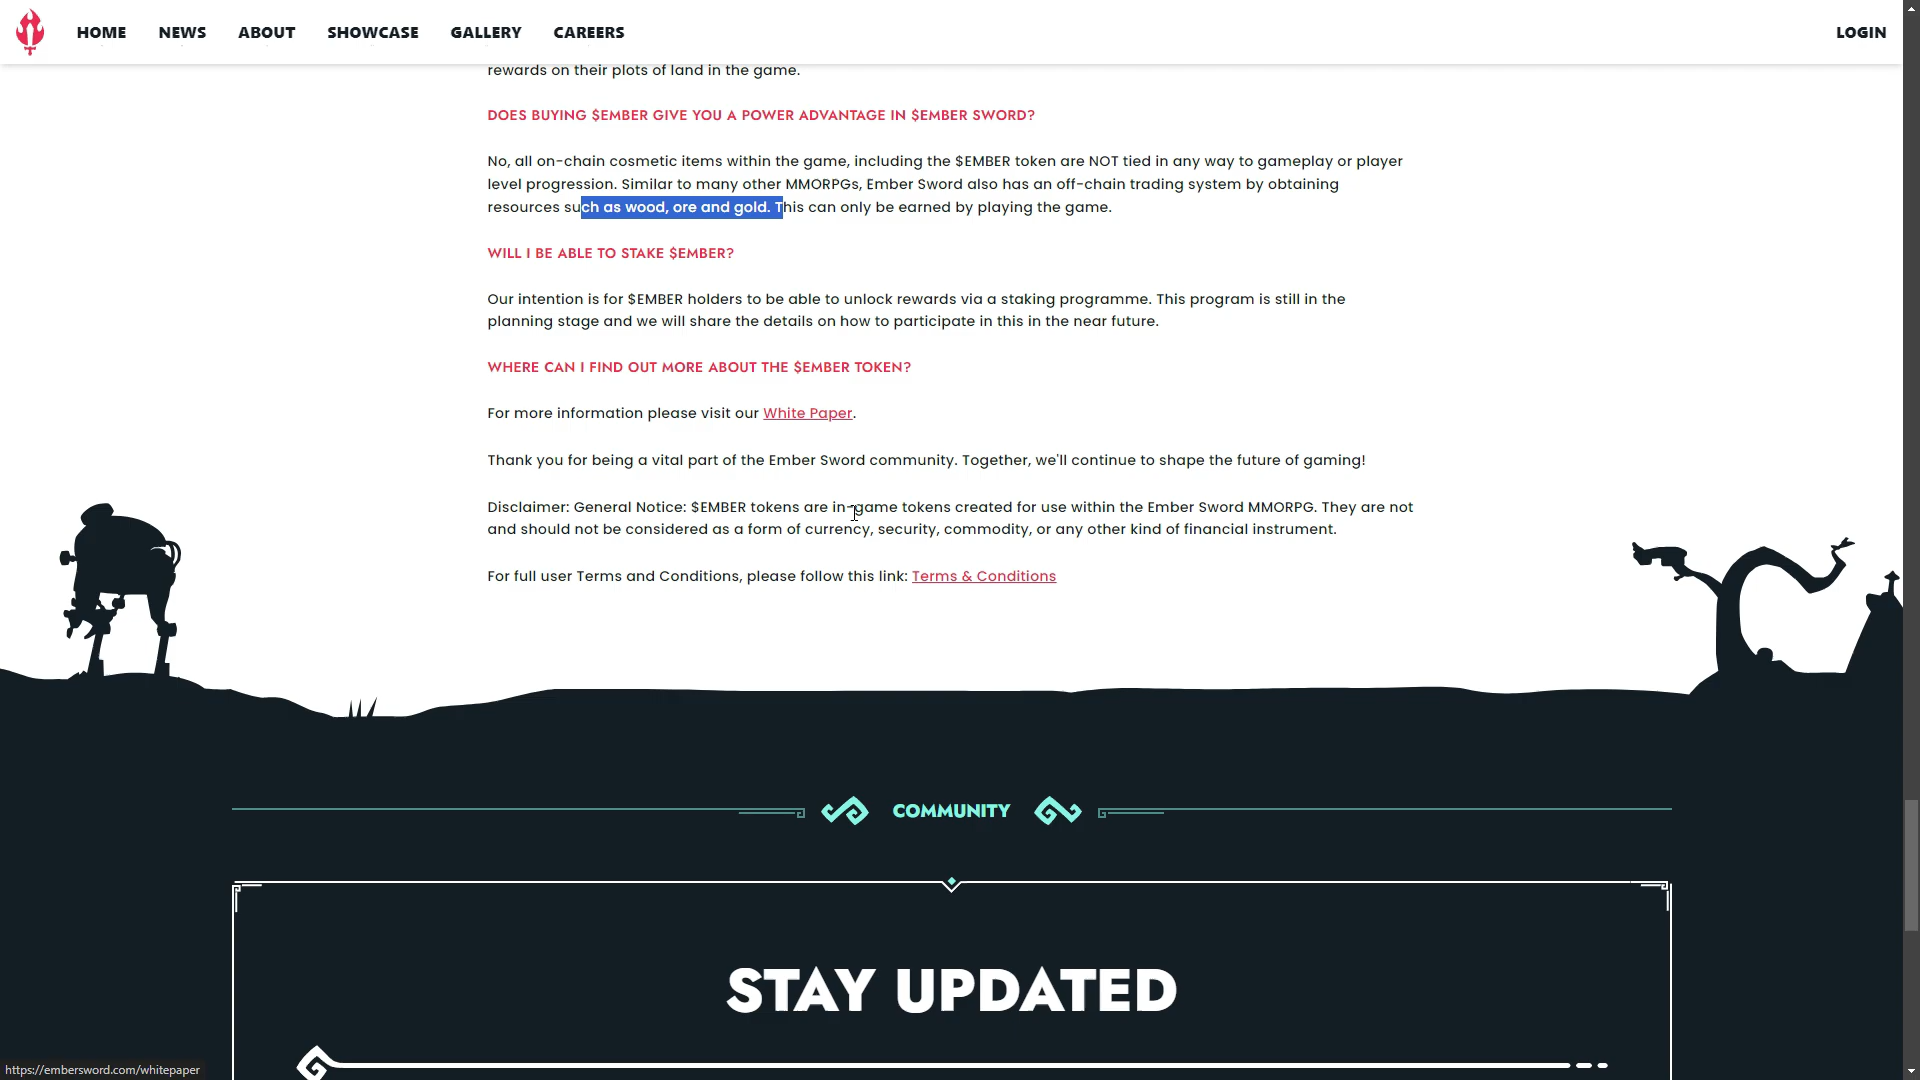 HOME NEWS ABOUT SHOWCASE GALLERY CAREERS LOGIN
rewards on their plots of land in the game.
DOES BUYING $EMBER GIVE YOU A POWER ADVANTAGE IN $EMBER SWORD?
No, all on-chain cosmetic items within the game, including the $EMBER token are NOT tied in any way to gameplay or player
level progression. Similar to many other MMORPGs, Ember Sword also has an off-chain trading system by obtaining
resources such as wood, ore and gold. This can only be earned by playing the game.
WILL I BE ABLE TO STAKE $EMBER?
Our intention is for $EMBER holders to be able to unlock rewards via a staking programme. This program is still in the
planning stage and we will share the details on how to participate in this in the near future.
WHERE CAN I FIND OUT MORE ABOUT THE $EMBER TOKEN?
For more information please visit our White Paper.
Thank you for being a vital part of the Ember Sword community. Together, we'll continue to shape the future of gaming!
Disclaimer: General Notice: $EMBER tokens are in-game tokens created for use within the Ember Sword MMORPG. They are not
and should not be considered as a form of currency, security, commodity, or any other kind of financial instrument.
For full user Terms and Conditions, please follow this link: Terms & Conditions
COMMUNITY
STAY UPDATED
https://embersword.com/whitepaper